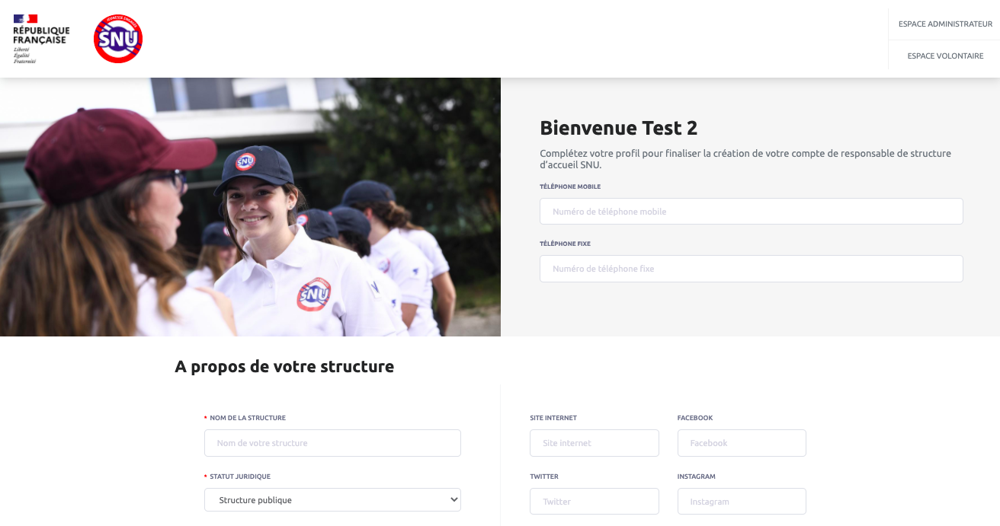 RÉPUBLIQUE
FRANÇAISE
Liberté
Égalité
Fraternité
JEUNESSE ENGAGÉE
SNU
ESPACE ADMINISTRATEUR
ESPACE VOLONTAIRE
SNU
SNU
SNU
Bienvenue Test 2
Complétez votre profil pour finaliser la création de votre compte de responsable de structure
d’accueil SNU.
TÉLÉPHONE MOBILE
Numéro de téléphone mobile
TÉLÉPHONE FIXE
Numéro de téléphone fixe
A propos de votre structure
* NOM DE LA STRUCTURE
Nom de votre structure
* STATUT JURIDIQUE
Structure publique
SITE INTERNET
FACEBOOK
Site internet
Facebook
TWITTER
INSTAGRAM
Twitter
Instagram